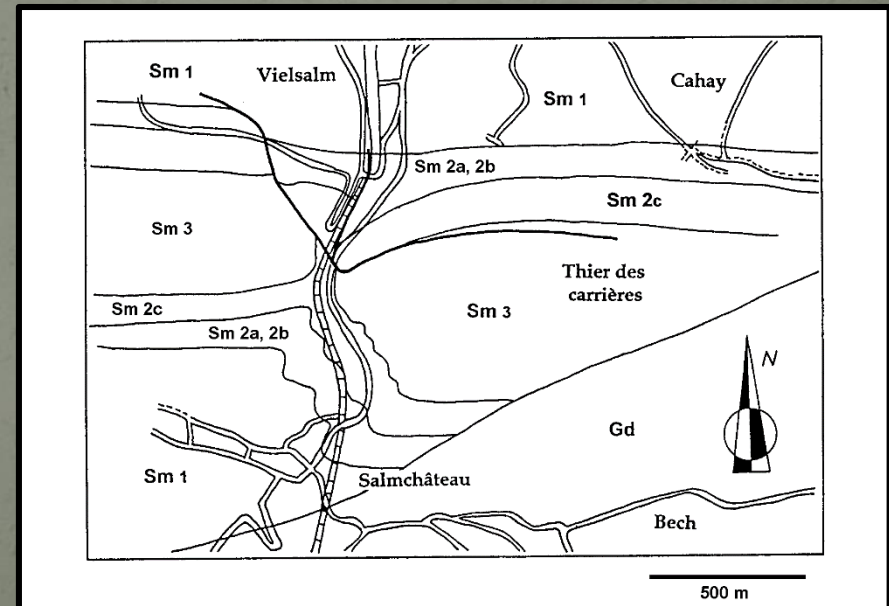 Sm 1
Vielsalm
Sm 1
Cahay
Sm 2a, 2b
Sm 2c
Sm 3
Thier des
carrières
Sm 2c
Sm 3
Sm 2a, 2b
N
Gd
Sm 1
Salmchâteau
Bech
500 m